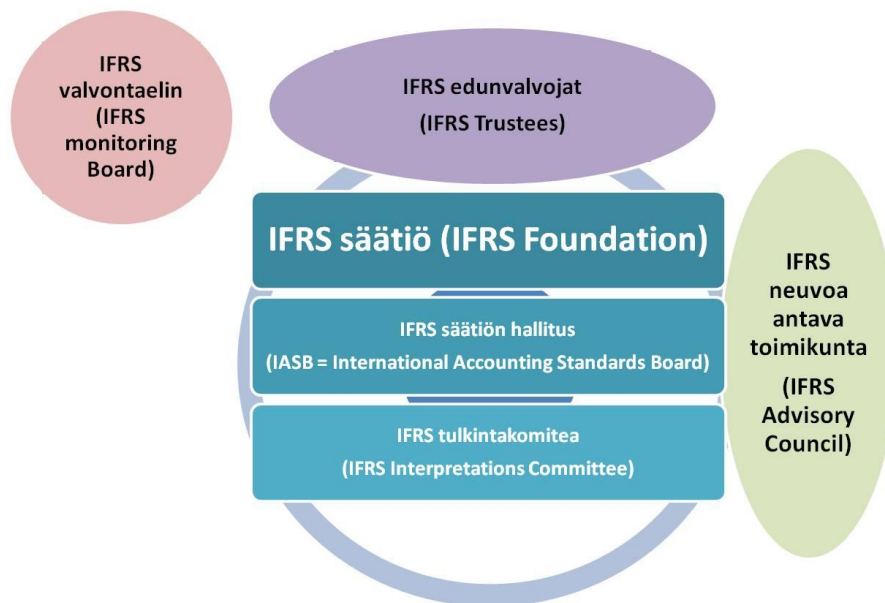 IFRS
valvontaelin
(IFRS
monitoring
Board)
IFRS edunvalvojat
(IFRS Trustees)
IFRS säätiö (IFRS Foundation)
IFRS säätiön hallitus
(IASB = International Accounting Standards Board)
IFRS tulkintakomitea
(IFRS Interpretations Committee)
IFRS
neuvoa
antava
toimikunta
(IFRS
Advisory
Council)